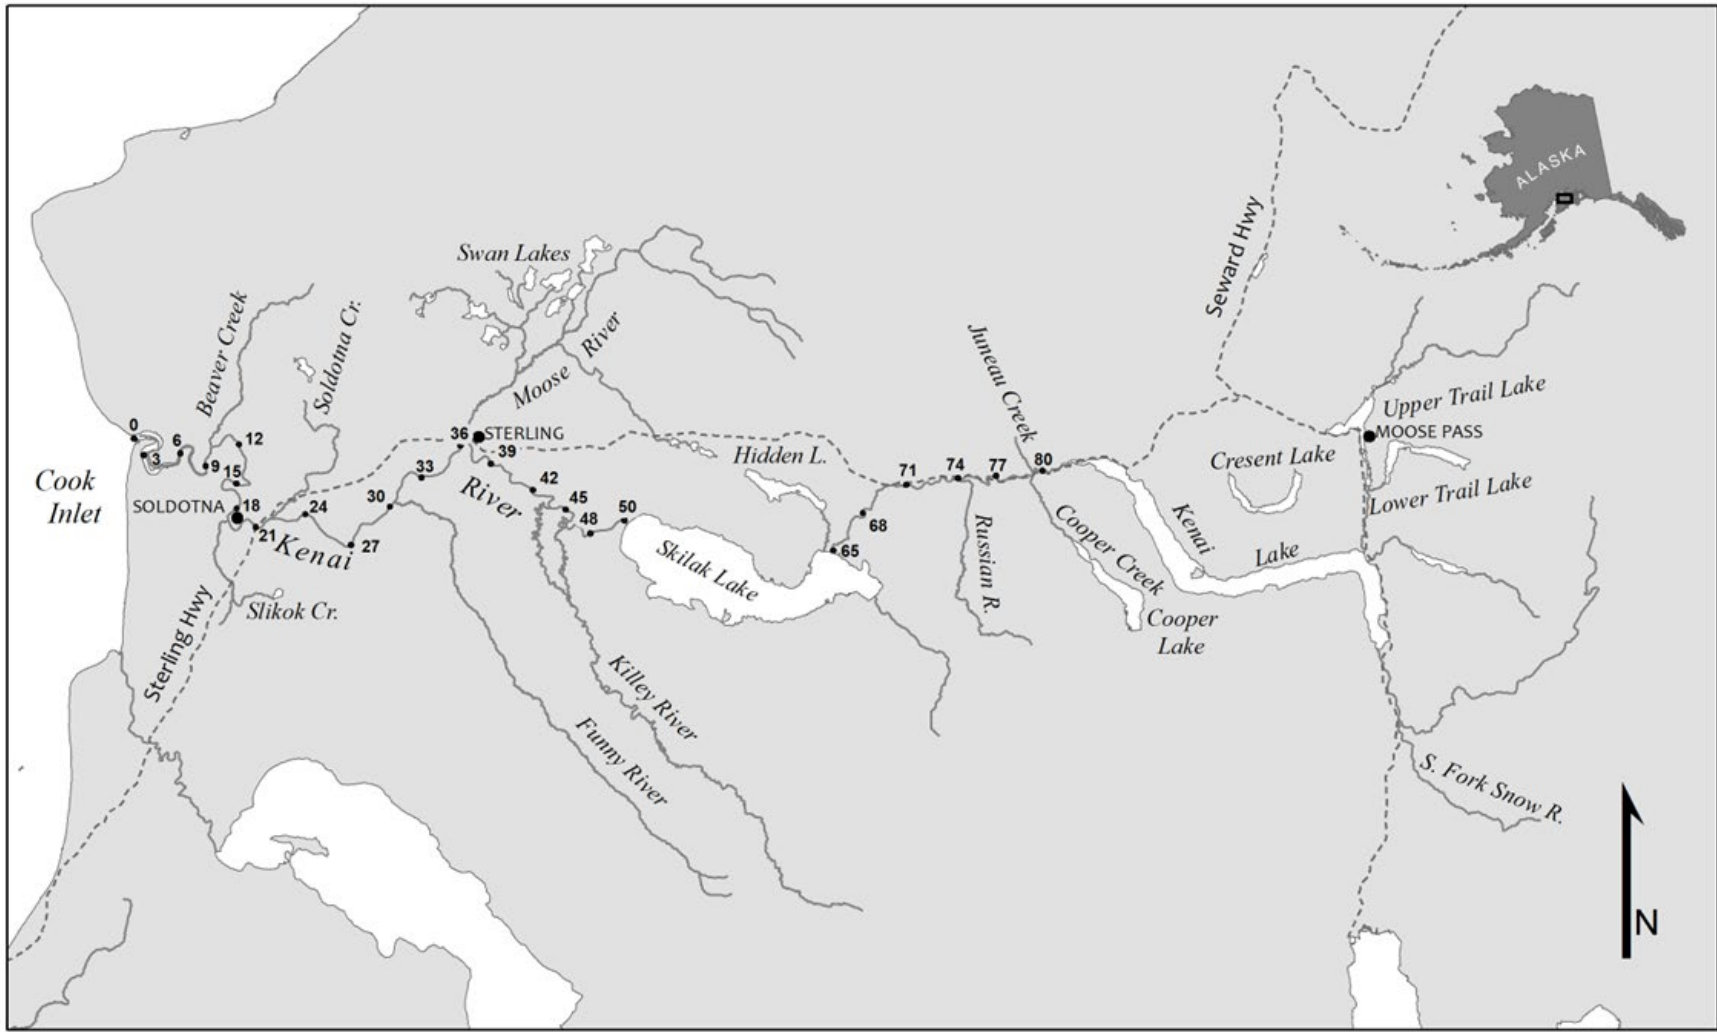 ALASKA
Seward Hwy
Swan Lakes
Beaver Creek
Soldotna Cr.
Moose
River
Juneau Creek
Upper Trail Lake
MOOSE PASS
0
3
6
9
12
15
36
STERLING
39
Hidden L.
Cresent Lake
Cook
Inlet
SOLDOTNA
18
21
24
27
30
33
River
42
45
48
50
71
74
77
80
Lower Trail Lake
68
65
Kenai
Skilak Lake
Russian R.
Cooper Creek
Kenai
Lake
Sterling Hwy
Slikok Cr.
Cooper
Lake
Killey River
Funny River
S. Fork Snow R.
N